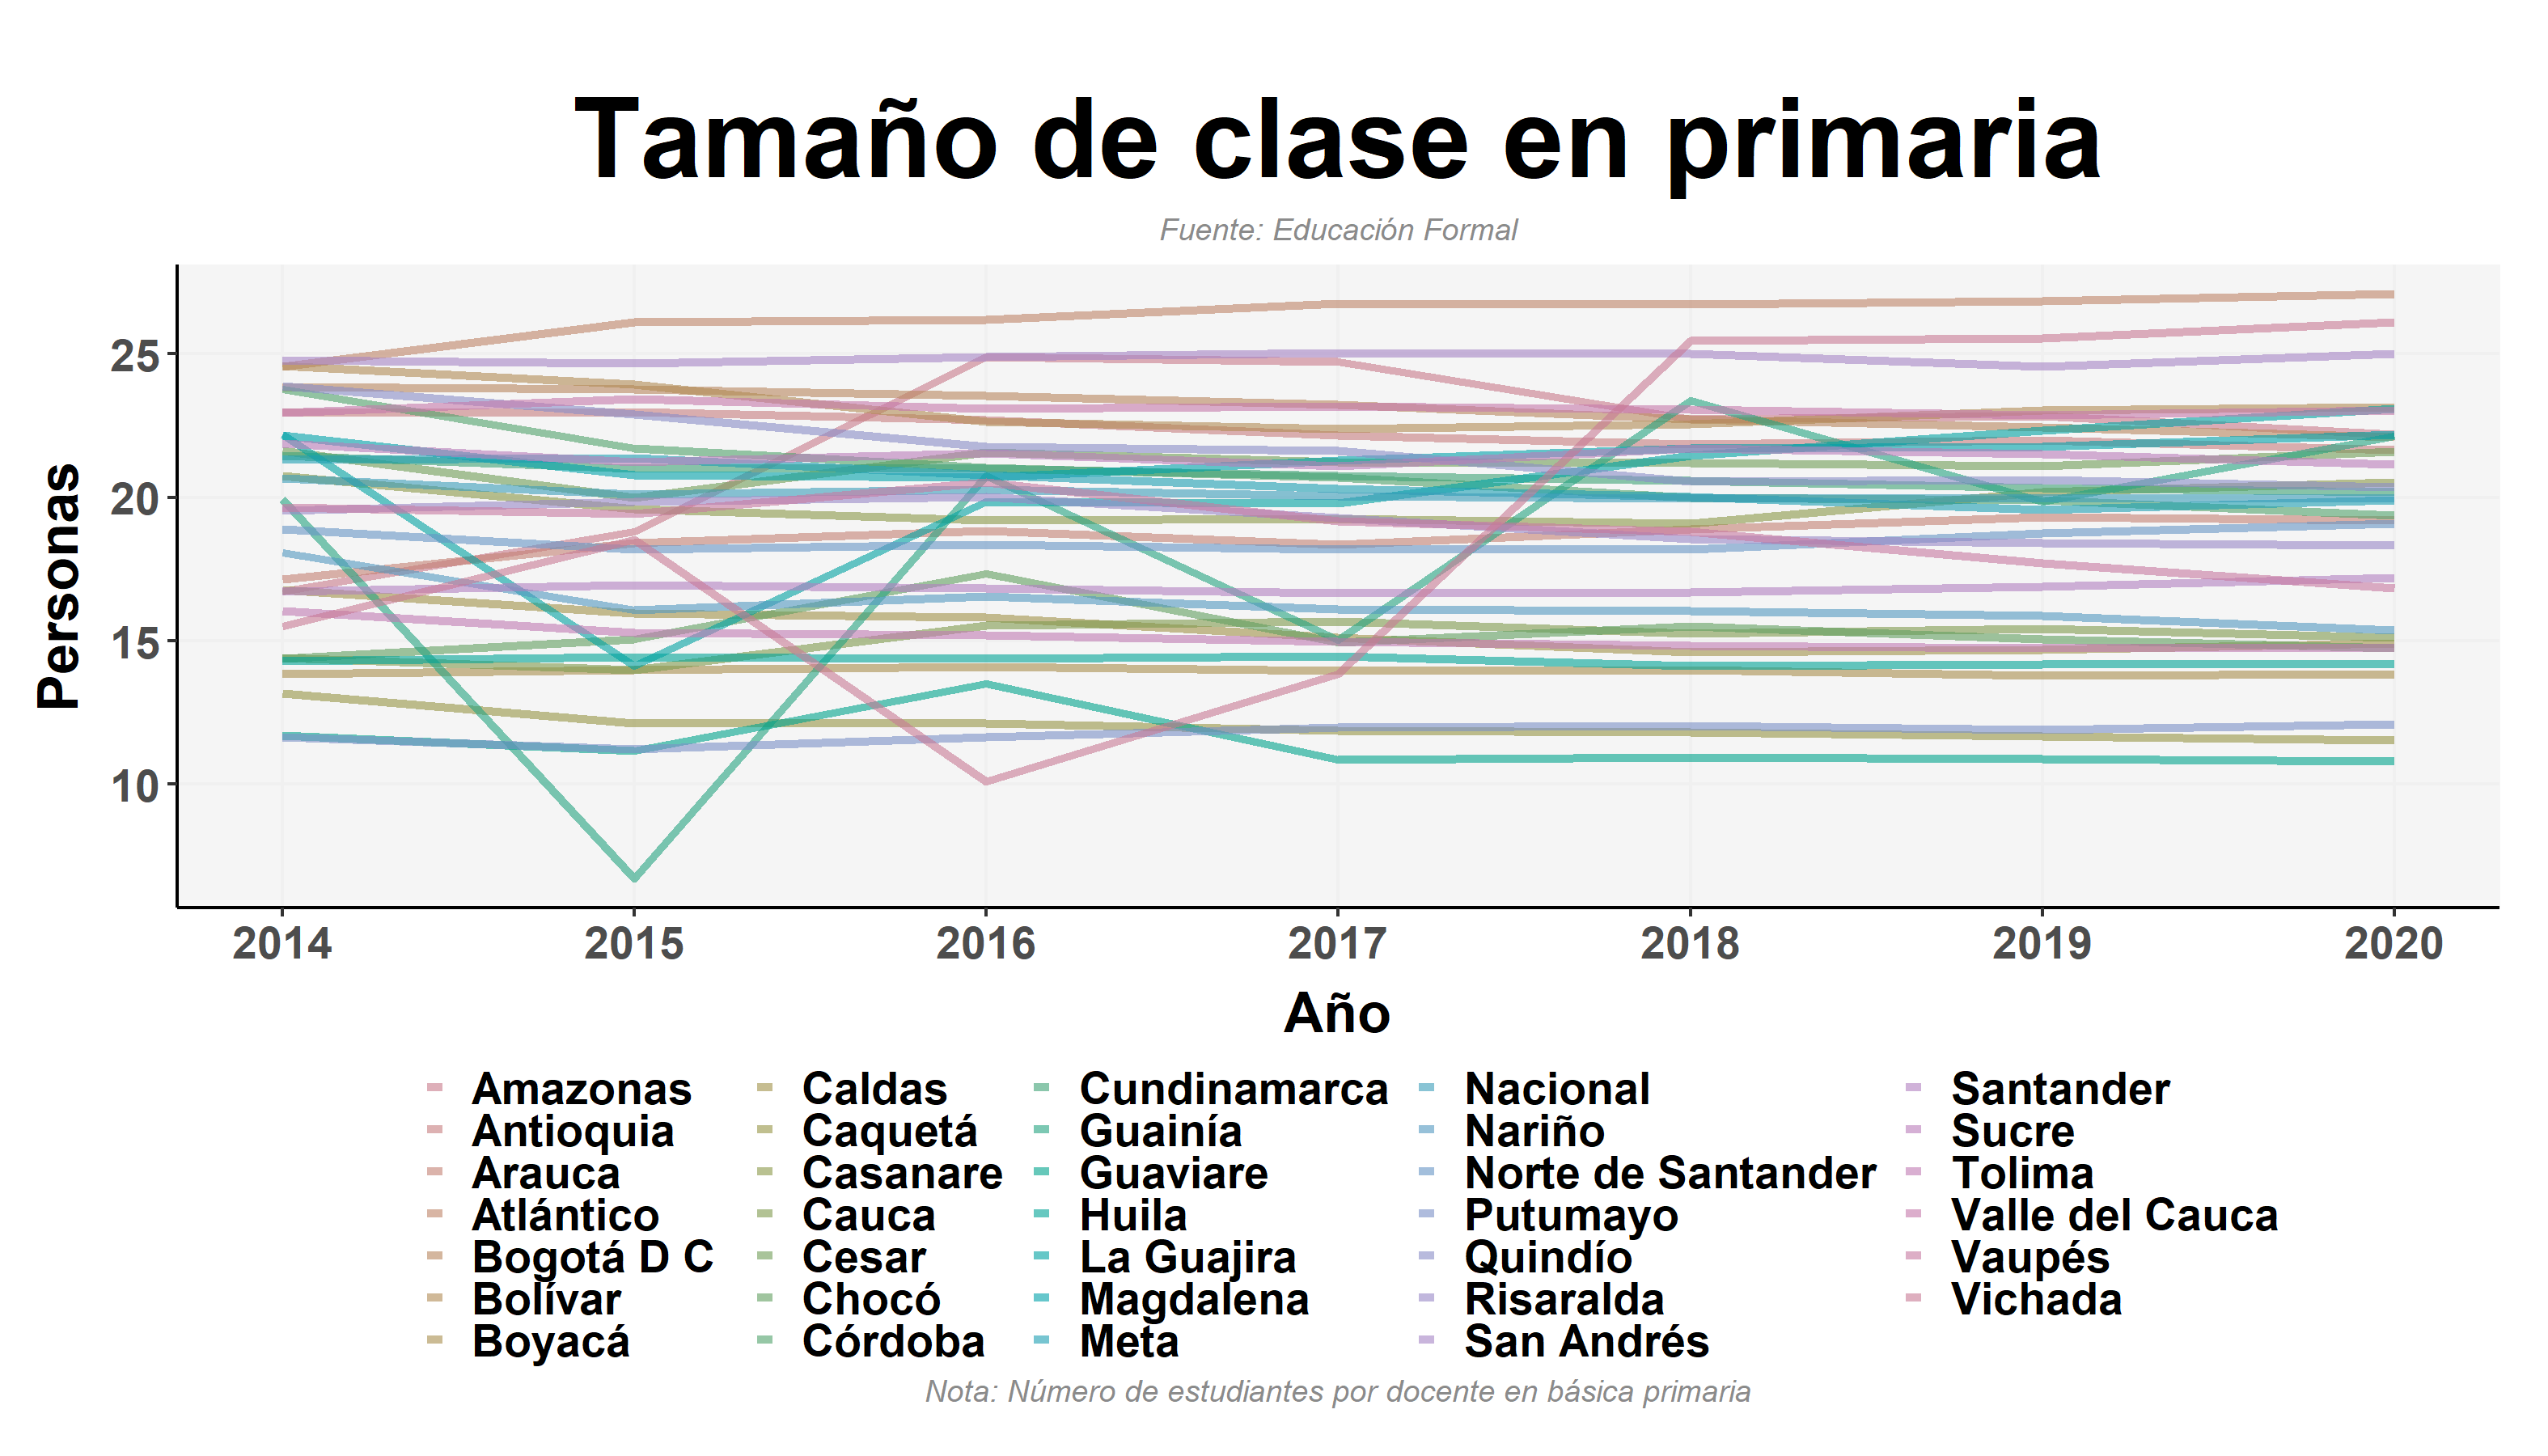 Tamaño de clase en primaria
Fuente: Educación Formal
Personas
25
20
15
10
2014 2015 2016 2017 2018 2019 2020
Año
Amazonas Caldas Cundinamarca Nacional Santander
Antioquia Caquetá Guainía Nariño Sucre
Arauca Casanare Guaviare Norte de Santander Tolima
Atlántico Cauca Huila Putumayo Valle del Cauca
Bogotá D C Cesar La Guajira Quindío Vaupés
Bolívar Chocó Magdalena Risaralda Vichada
Boyacá Córdoba Meta San Andrés
Nota: Número de estudiantes por docente en básica primaria